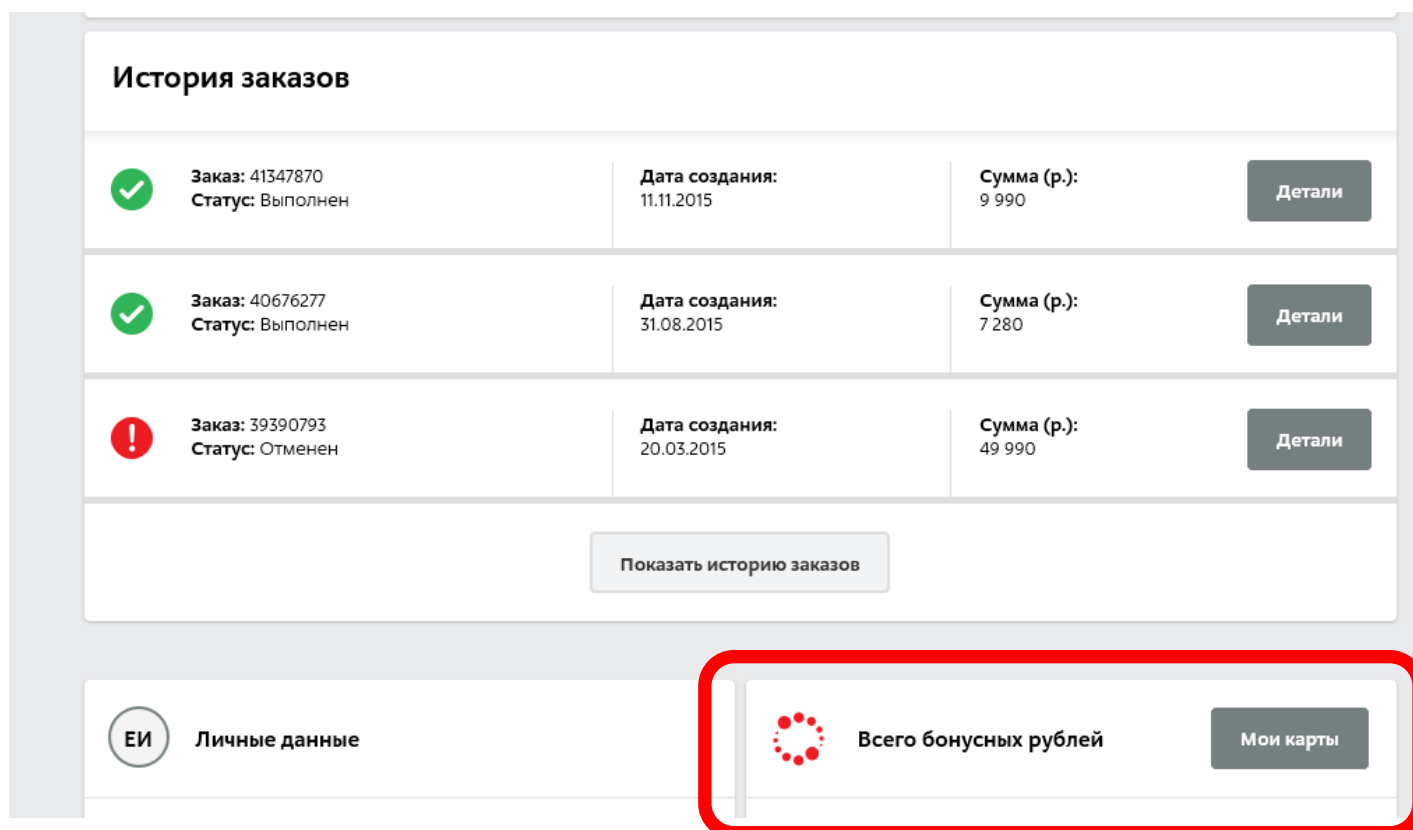 История заказов
Заказ: 41347870
Статус: Выполнен
Дата создания:
11.11.2015
Сумма (р.):
9 990
Детали
Заказ: 40676277
Статус: Выполнен
Дата создания:
31.08.2015
Сумма (р.):
7 280
Детали
Заказ: 39390793
Статус: Отменен
Дата создания:
20.03.2015
Сумма (р.):
49 990
Детали
Показать историю заказов
ЕИ
Личные данные
Всего бонусных рублей
Мои карты